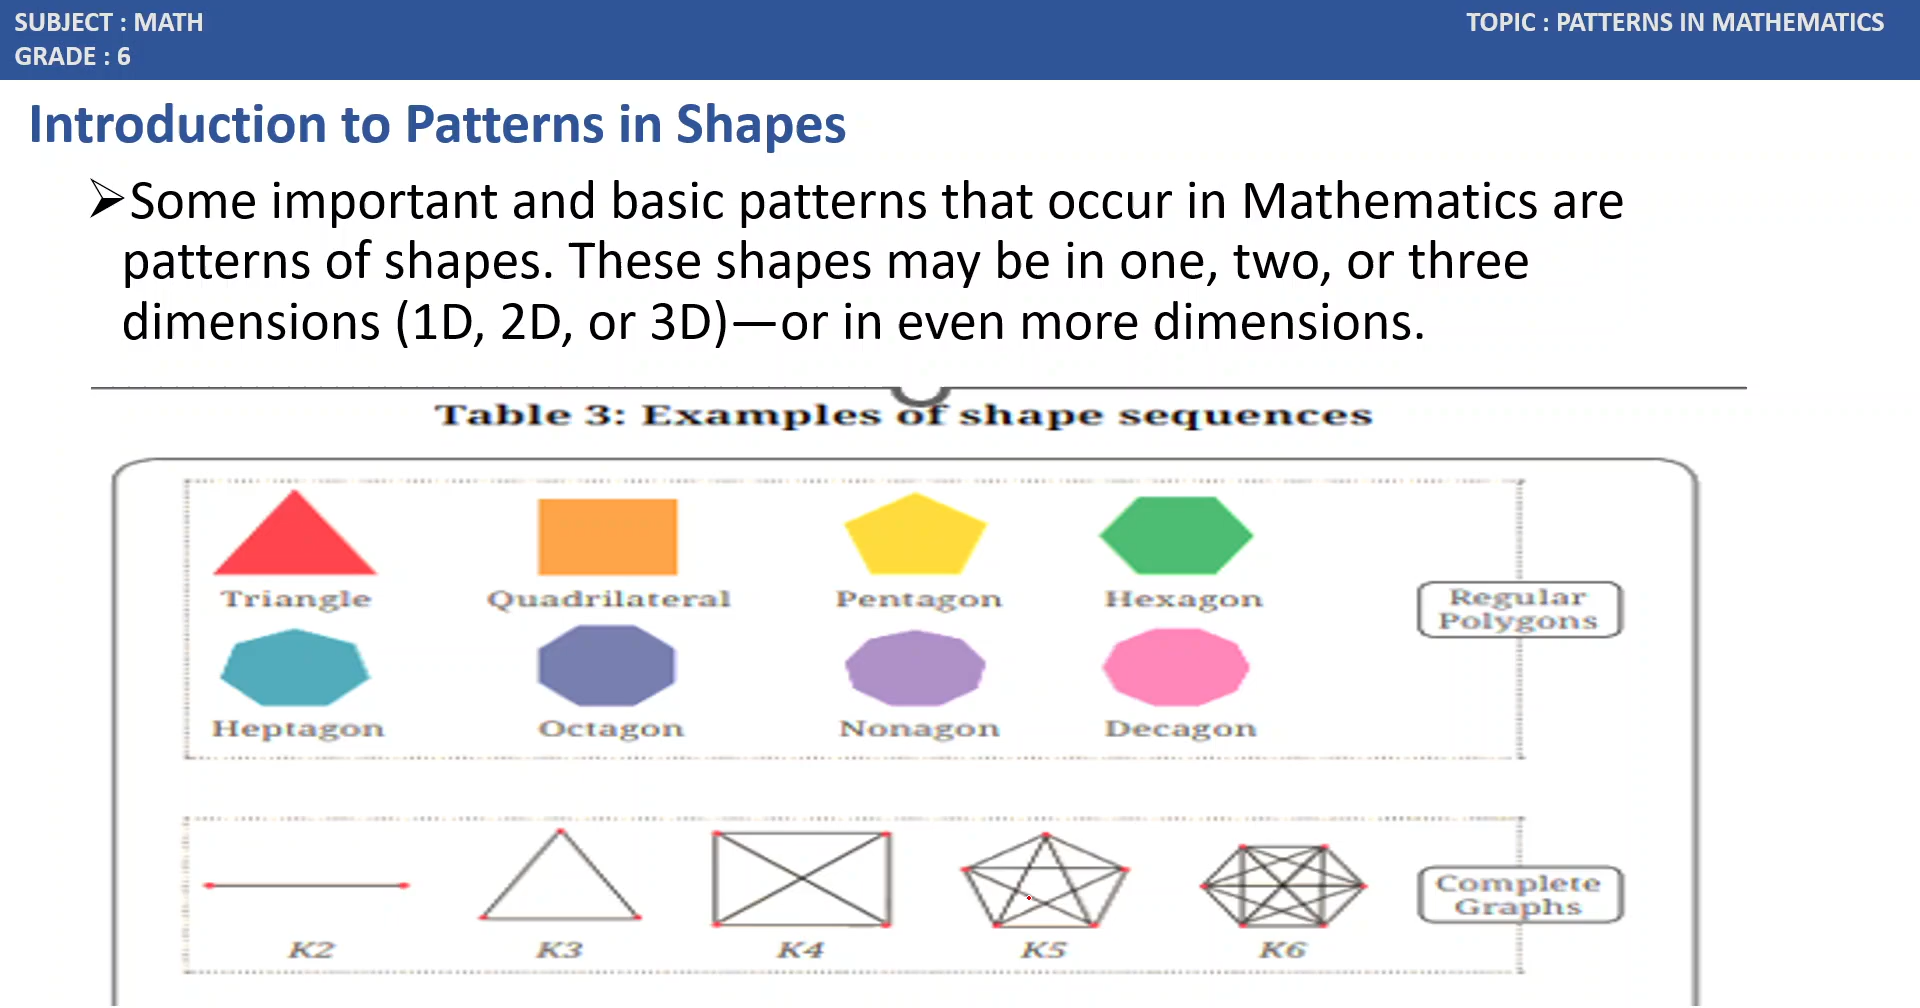 SUBJECT : MATH
TOPIC : PATTERNS IN MATHEMATICS
GRADE : 6
Introduction to Patterns in Shapes
➢Some important and basic patterns that occur in Mathematics are
patterns of shapes. These shapes may be in one, two, or three
dimensions (1D, 2D, or 3D)—or in even more dimensions.
Table 3: Examples of shape sequences
Triangle Quadrilateral Pentagon Hexagon
Regular
Polygons
Heptagon Octagon Nonagon Decagon
Complete
Graphs
K2 K3 K4 K5 K6